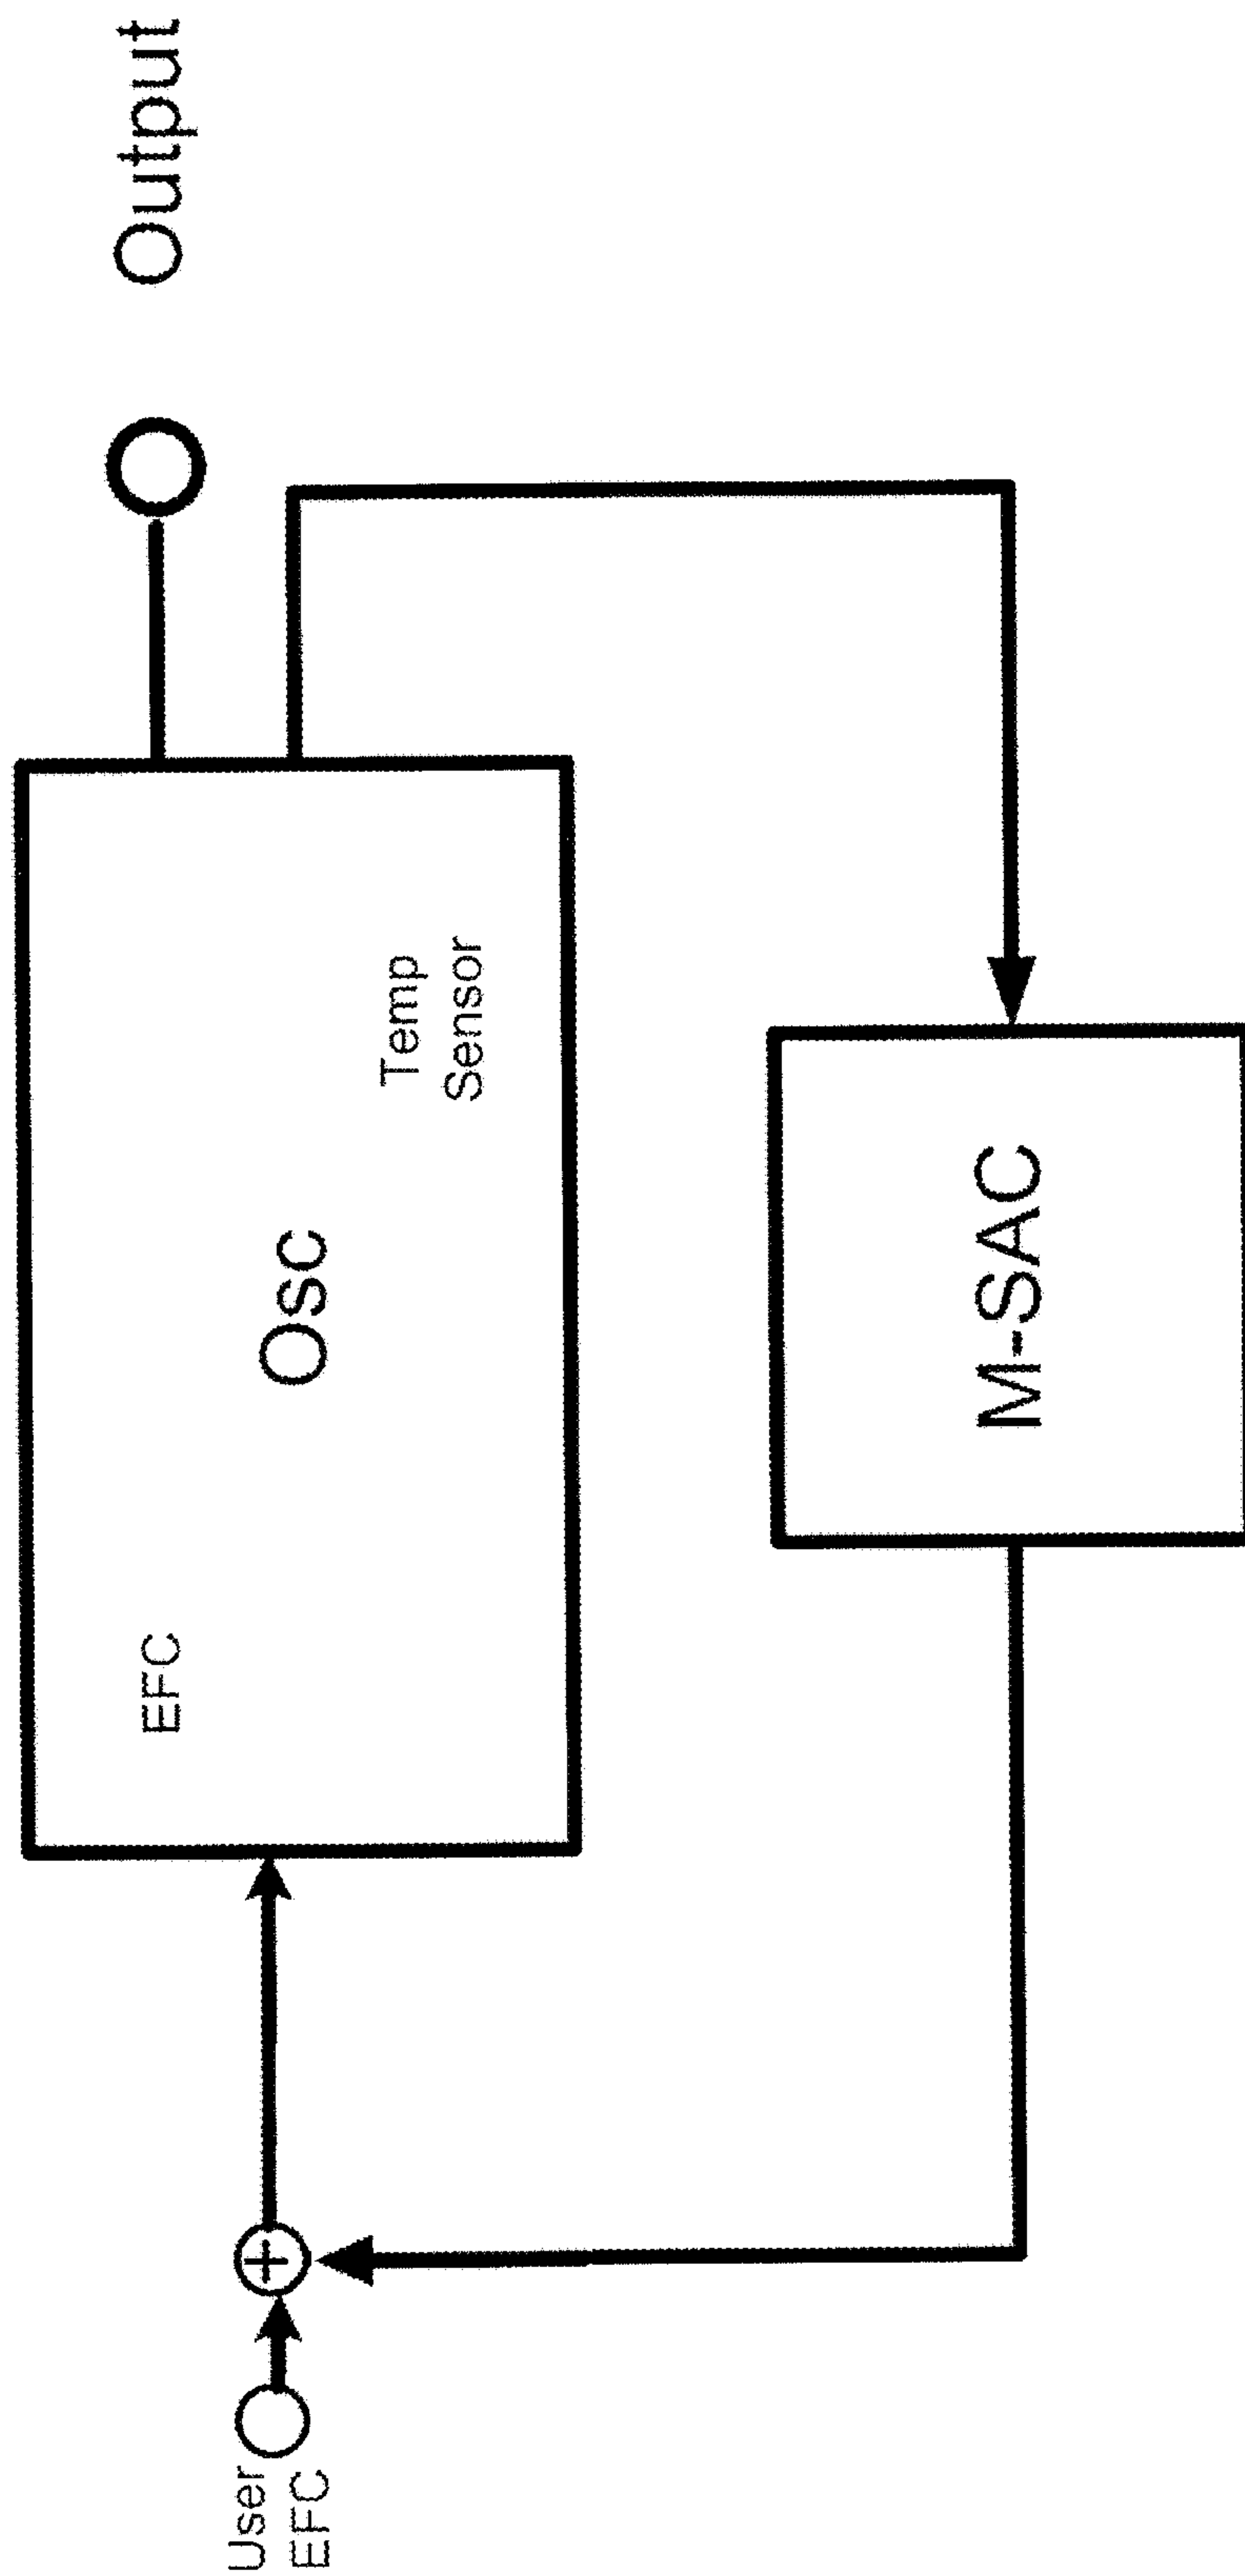 User
EFC
EFC
Osc
Temp
Sensor
Output
M-SAC